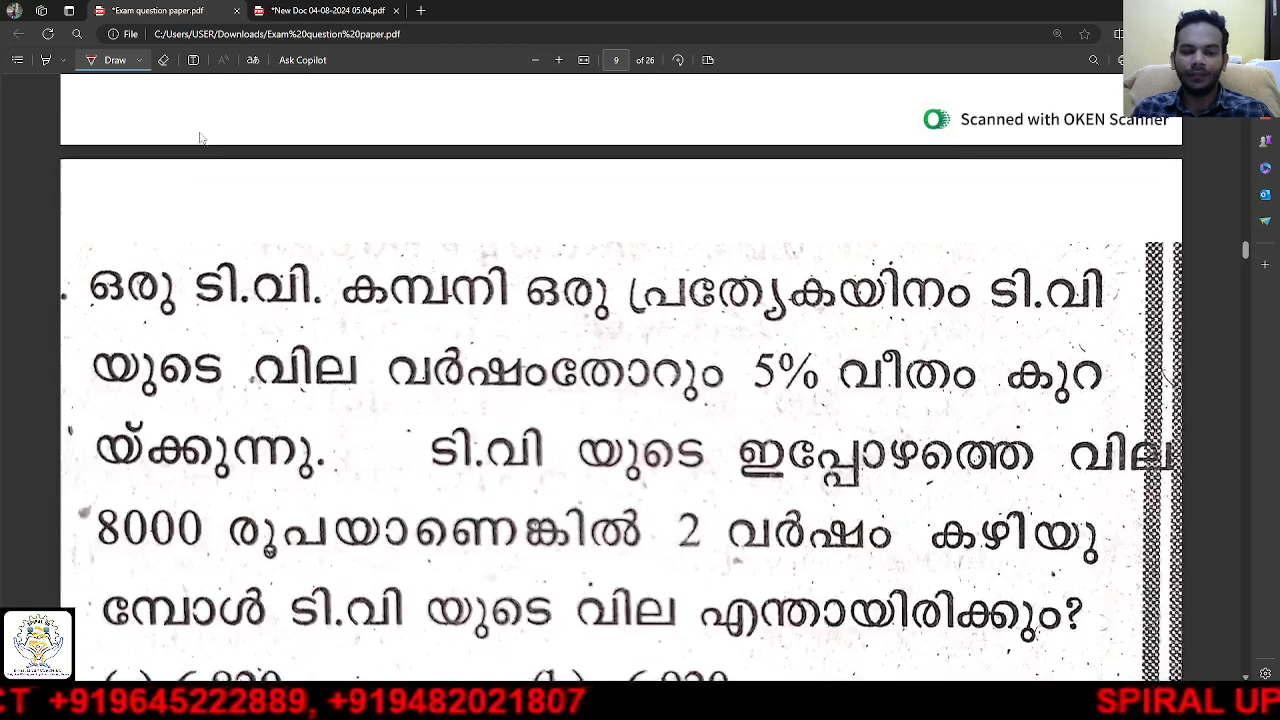 *Exam question paper.pdf
*New Doc 04-08-2024 05.04.pdf
File C:/Users/USER/Downloads/Exam%20question%20paper.pdf
Draw
Ask Copilot
9 of 26
Scanned with OKEN Scanner
ഒരു ടി.വി. കമ്പനി ഒരു പ്രത്യേകയിനം ടി.വി
യുടെ വില വർഷംതോറും 5% വീതം കുറ
യ്ക്കുന്നു. ടി.വി യുടെ ഇപ്പോഴത്തെ വില
8000 രൂപയാണെങ്കിൽ 2 വർഷം കഴിയു
മ്പോൾ ടി.വി യുടെ വില എന്തായിരിക്കും?
CT +919645222889, +919482021807 SPIRAL UP